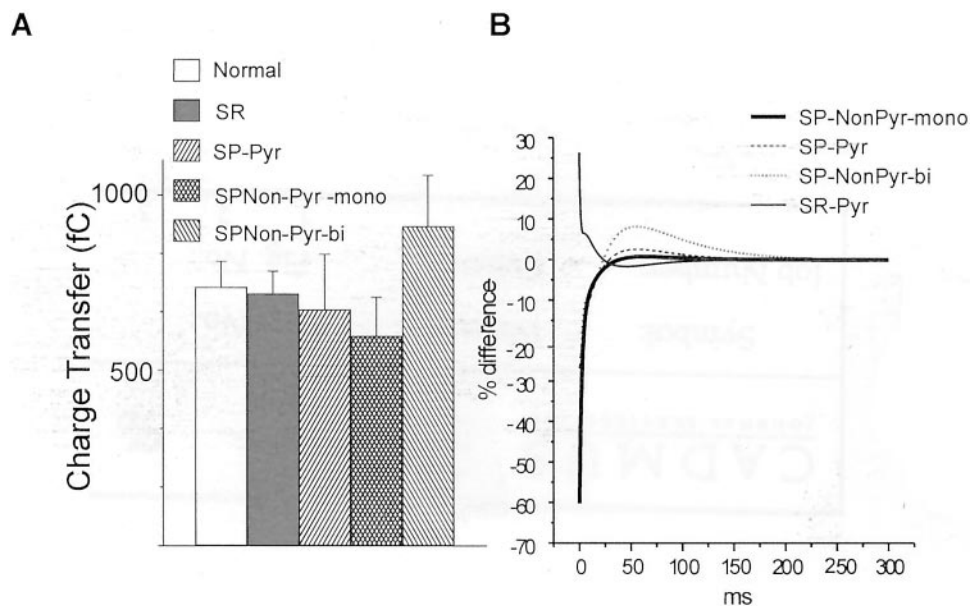 A
Normal
SR
SP-Pyr
SPNon-Pyr -mono
SPNon-Pyr-bi
1000
500
Charge Transfer (fC)
B
SP-NonPyr-mono
SP-Pyr
SP-NonPyr-bi
SR-Pyr
30
20
10
0
-10
-20
-30
-40
-50
-60
-70
% difference
0 50 100 150 200 250 300
ms